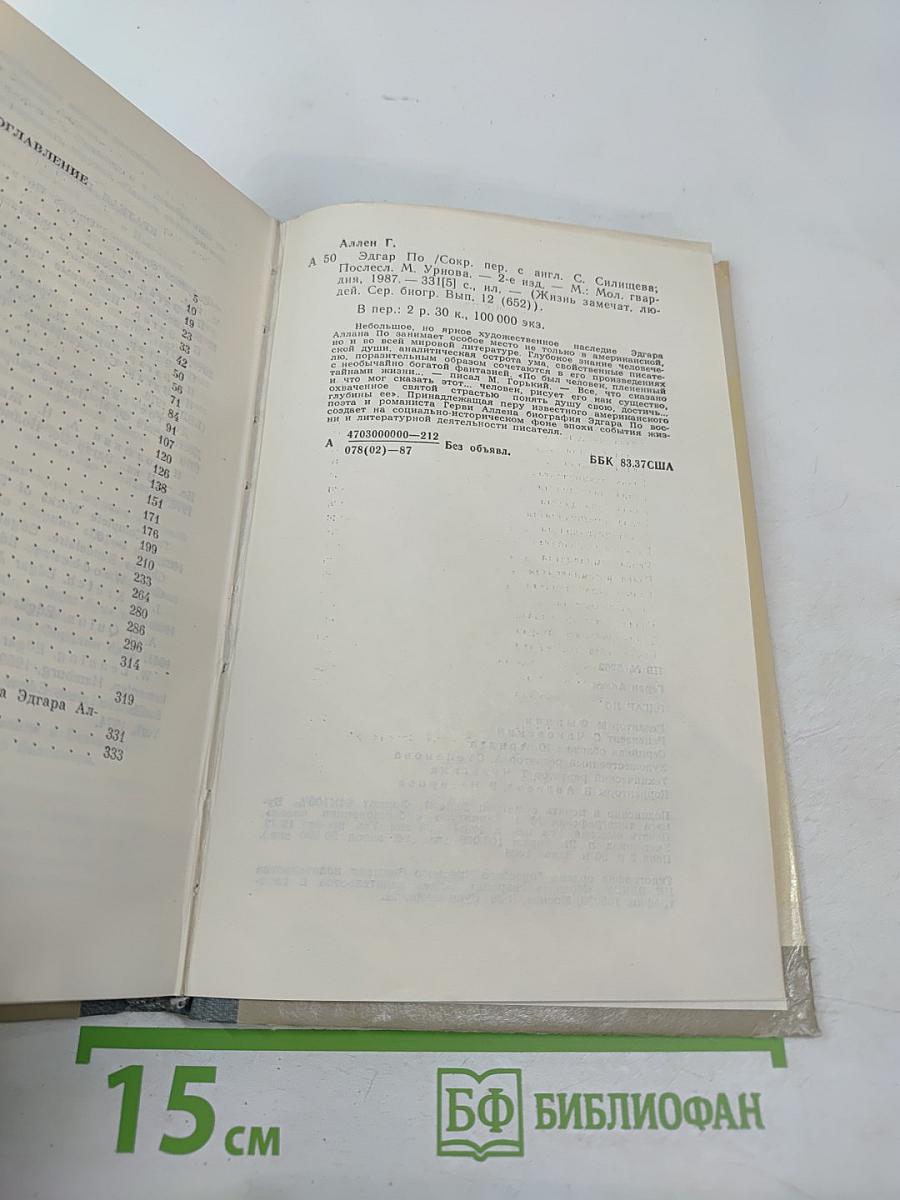 ОГЛАВЛЕНИЕ
5
10
19
23
33
42
50
56
71
84
91
107
120
126
138
151
171
176
199
210
233
264
280
286
296
314
319
а Эдгара Ал-
331
333
Аллен Г.
А 50 Эдгар По /Сокр. пер. с англ. С. Силищева;
Послесл. М. Урнова. — 2-е изд. — М.: Мол. гвар-
дия, 1987. — 331[5] с., ил. — (Жизнь замечат. лю-
дей. Сер. биогр. Вып. 12 (652)).
В пер.: 2 р. 30 к., 100 000 экз.
Небольшое, но яркое художественное наследие Эдгара
Аллана По занимает особое место не только в американской,
но и во всей мировой литературе. Глубокое знание человече-
ской души, аналитическая острота ума, свойственные писате-
лю, поразительным образом сочетаются в его произведениях
с необычайно богатой фантазией. «По был человек, плененный
тайнами жизни... — писал М. Горький. — Все, что сказано
и что мог сказать этот... человек, рисует его как существо,
охваченное святой страстью понять душу свою, достичь...
глубины ее». Принадлежащая перу известного американского
поэта и романиста Герви Аллена биография Эдгара По вос-
создает на социально-историческом фоне эпохи события жиз-
ни и литературной деятельности писателя.
А 4703000000—212
078(02)—87 Без объявл.
ББК 83.37США
15 см
БФ БИБЛИОФАН